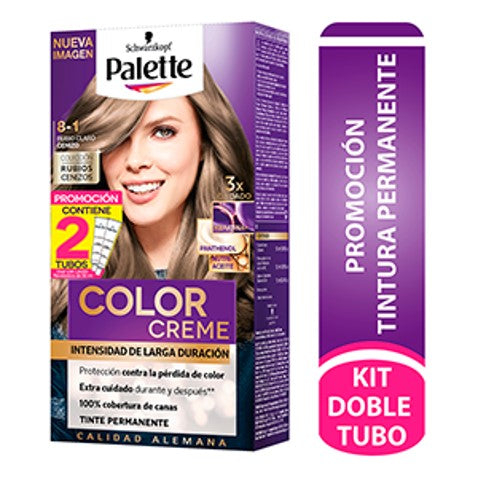 NUEVA
IMAGEN
Schwarzkopf
Palette
8-1
RUBIO CLARO
CENIZO
COLECCIÓN
RUBIOS
CENIZOS
PROMOCIÓN
CONTIENE
2
TUBOS
3x
CUIDADO
PANTHENOL
NUTRI
ACEITE
COLOR
CREME
INTENSIDAD DE LARGA DURACIÓN
Protección contra la pérdida de color
Extra cuidado durante y después**
100% cobertura de canas
TINTE PERMANENTE
CALIDAD ALEMANA
PROMOCIÓN
TINTURA PERMANENTE
KIT
DOBLE
TUBO